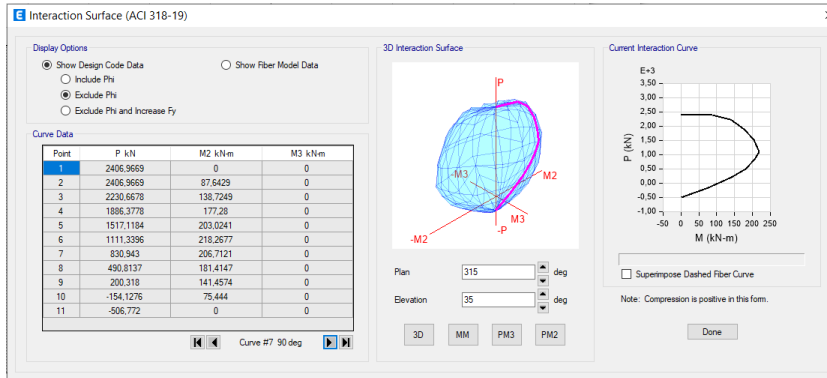 E Interaction Surface (ACI 318-19)
Display Options
Show Design Code Data
Show Fiber Model Data
Include Phi
Exclude Phi
Exclude Phi and Increase Fy
Curve Data
Point P kN M2 kN-m M3 kN-m
1 2406,9669 0 0
2 2406,9669 87,6429 0
3 2230,6678 138,7249 0
4 1886,3778 177,28 0
5 1517,1184 203,0241 0
6 1111,3396 218,2677 0
7 830,943 206,7121 0
8 490,8137 181,4147 0
9 200,318 141,4574 0
10 -154,1276 75,444 0
11 -506,772 0 0
Curve #7 90 deg
3D Interaction Surface
P
-M3
M2
M3
-M2
-P
Plan 315 deg
Elevation 35 deg
3D MM PM3 PM2
Current Interaction Curve
E+3
3,50
3,00
2,50
2,00
1,50
1,00
0,50
0,00
-0,50
-1,00
P (kN)
-50 0 50 100 150 200 250
M (kN-m)
Superimpose Dashed Fiber Curve
Note: Compression is positive in this form.
Done